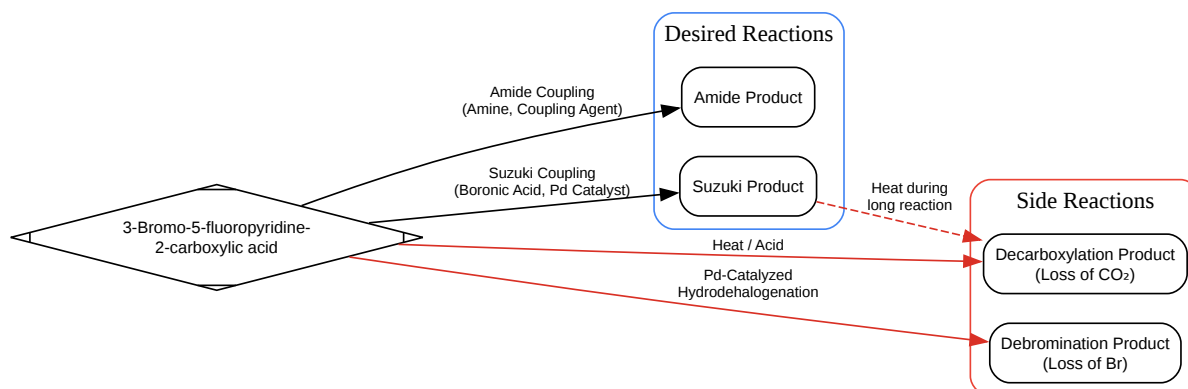 Desired Reactions
Amide Coupling
(Amine, Coupling Agent)
Amide Product
Suzuki Coupling
(Boronic Acid, Pd Catalyst)
Suzuki Product
Heat during
long reaction
Side Reactions
3-Bromo-5-fluoropyridine-
2-carboxylic acid
Heat / Acid
Decarboxylation Product
(Loss of CO₂)
Pd-Catalyzed
Hydrodehalogenation
Debromination Product
(Loss of Br)